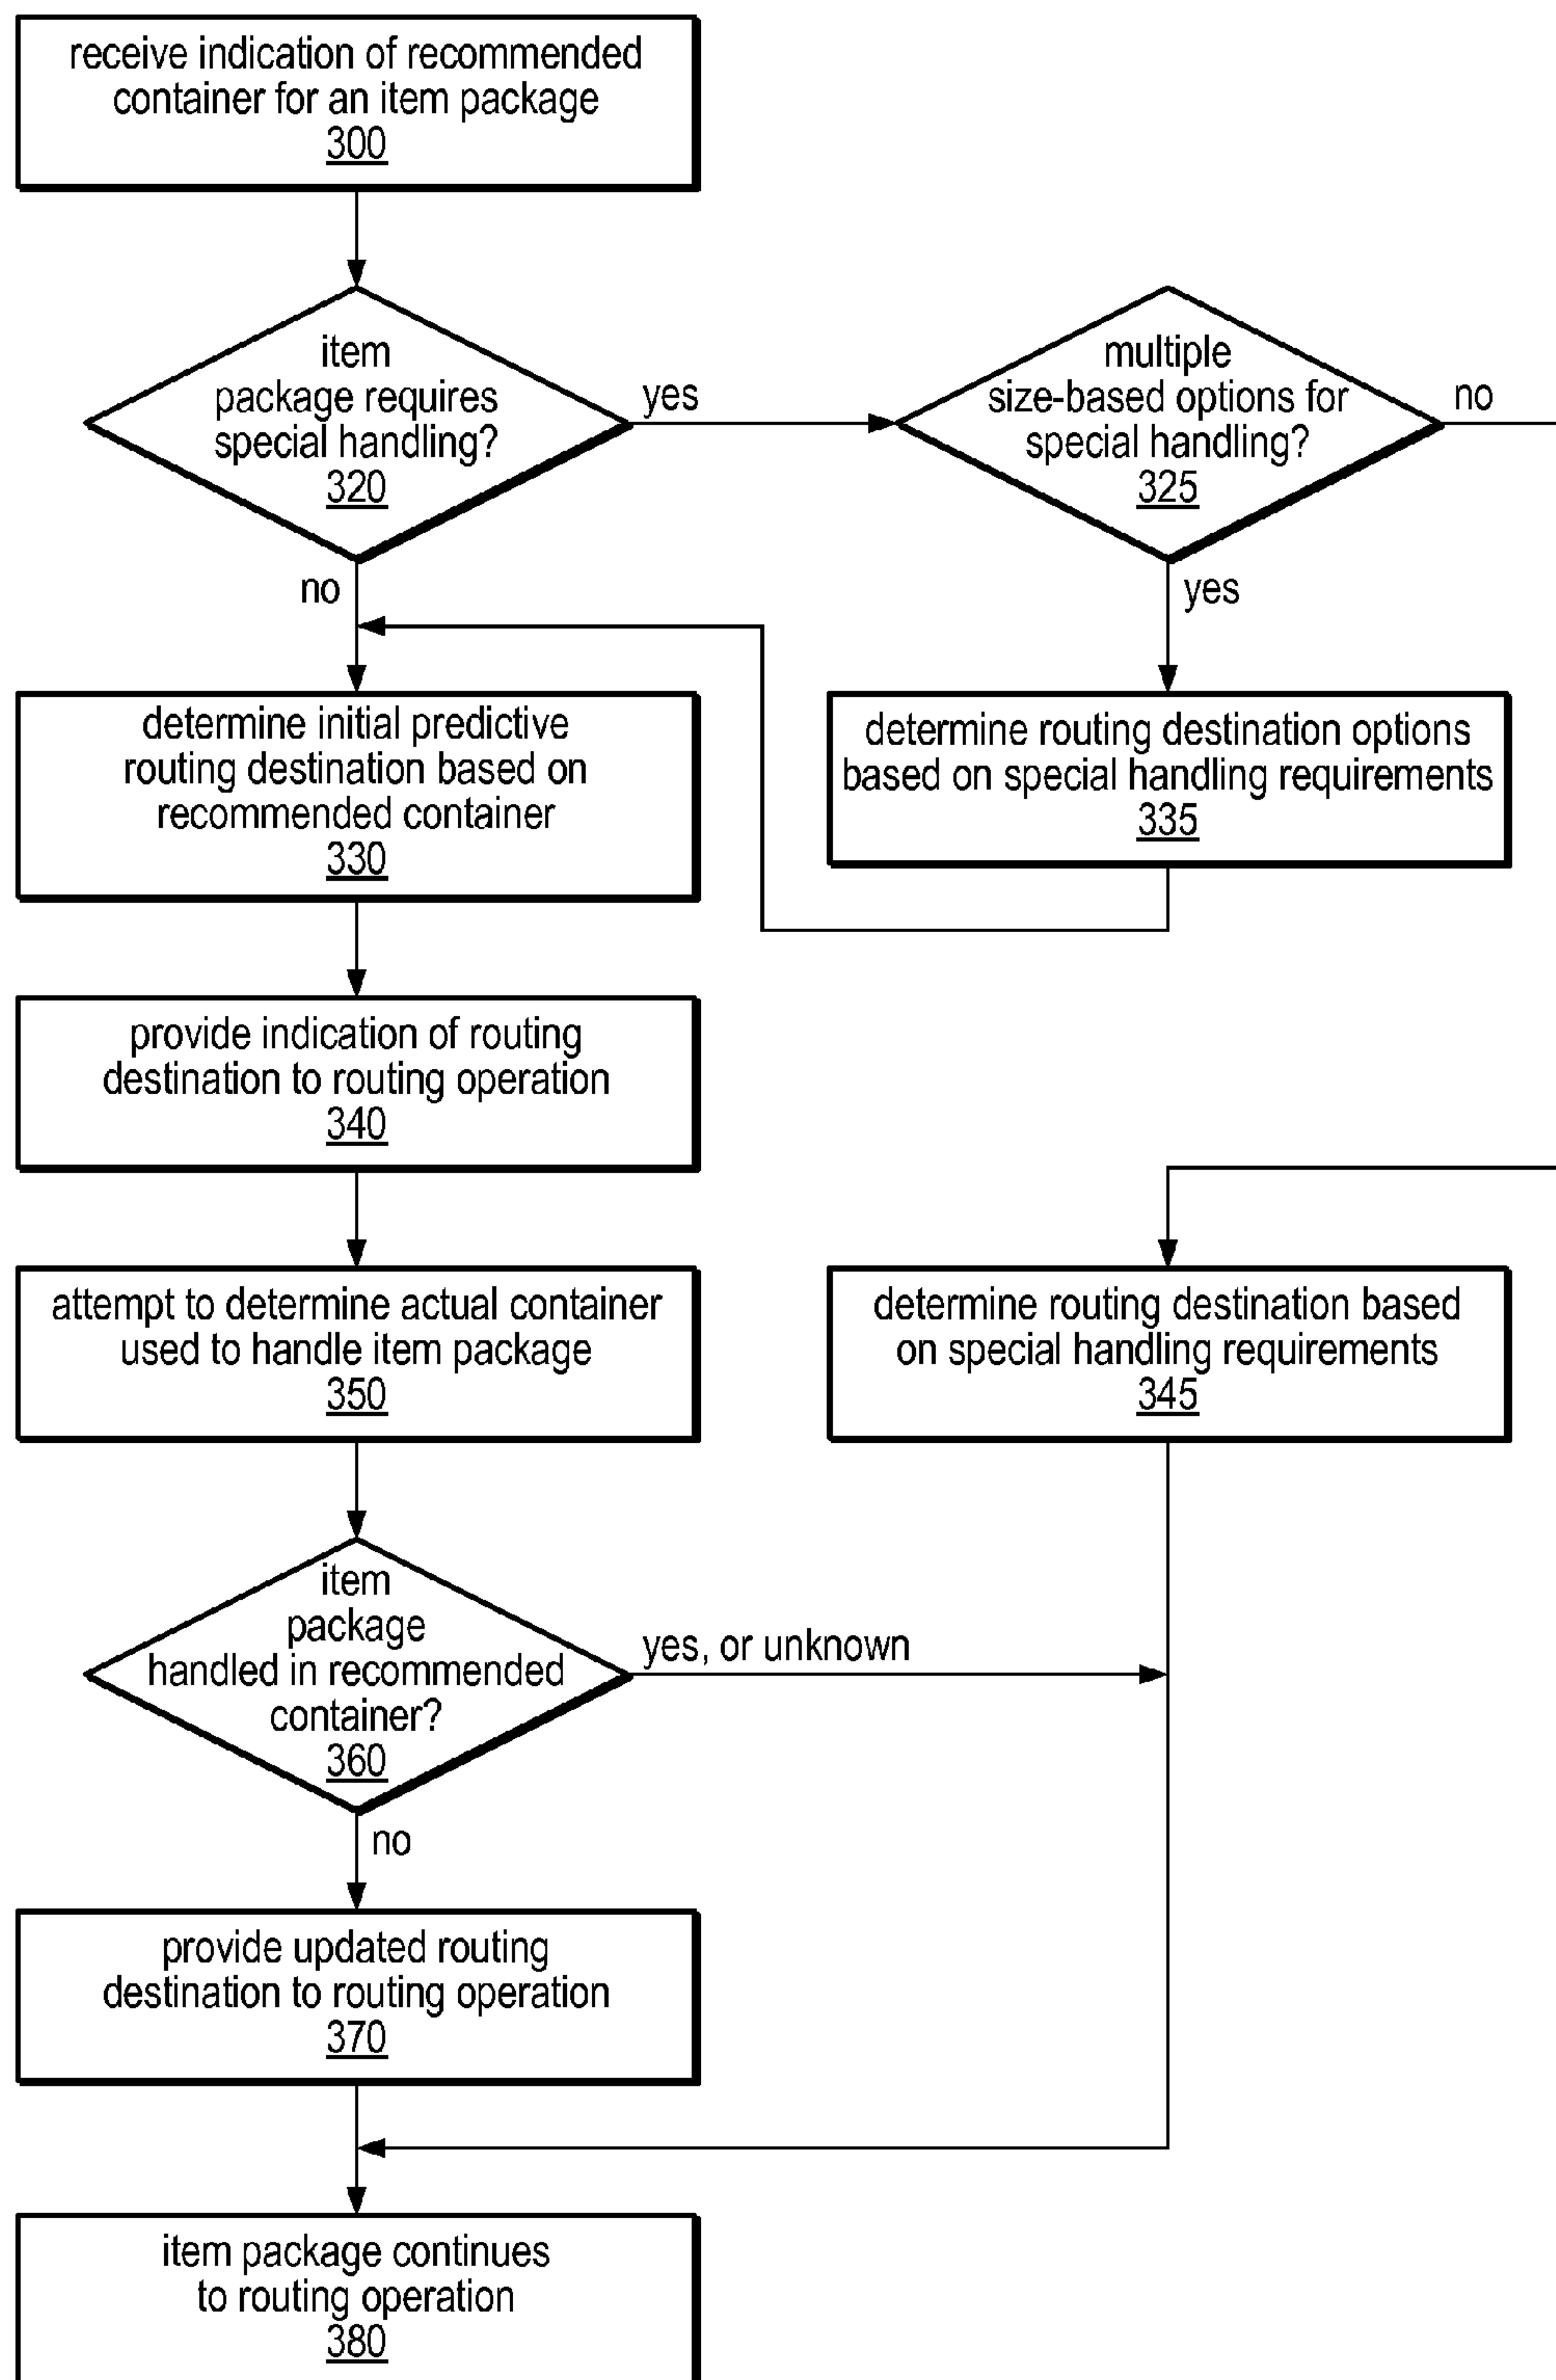 receive indication of recommended
container for an item package
300
item
package requires
special handling?
320
yes
multiple
size-based options for
special handling?
325
no
no
yes
determine initial predictive
routing destination based on
recommended container
330
determine routing destination options
based on special handling requirements
335
provide indication of routing
destination to routing operation
340
attempt to determine actual container
used to handle item package
350
determine routing destination based
on special handling requirements
345
item
package
handled in recommended
container?
360
yes, or unknown
no
provide updated routing
destination to routing operation
370
item package continues
to routing operation
380